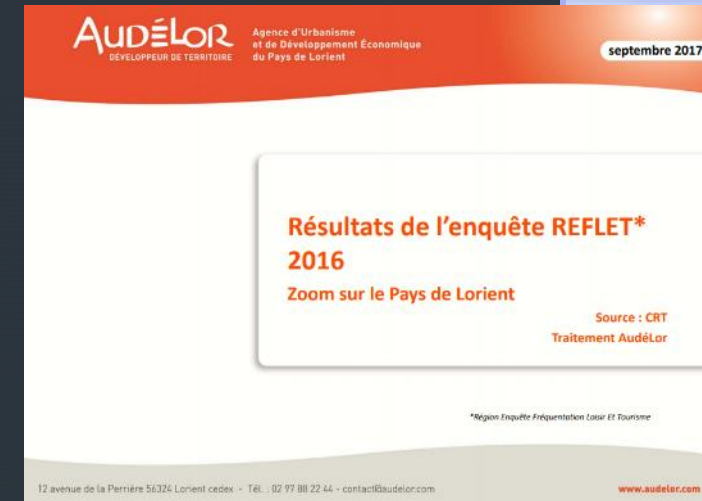 AUDÉLOR
DÉVELOPPEUR DE TERRITOIRE
Agence d'Urbanisme
et de Développement Économique
du Pays de Lorient
septembre 2017
Résultats de l'enquête REFLET*
2016
Zoom sur le Pays de Lorient
Source : CRT
Traitement AudéLor
*Région Enquête Fréquentation Loisir Et Tourisme
12 avenue de la Perrière 56324 Lorient cedex - Tél. : 02 97 88 22 44 - contact@audelor.com
www.audelor.com